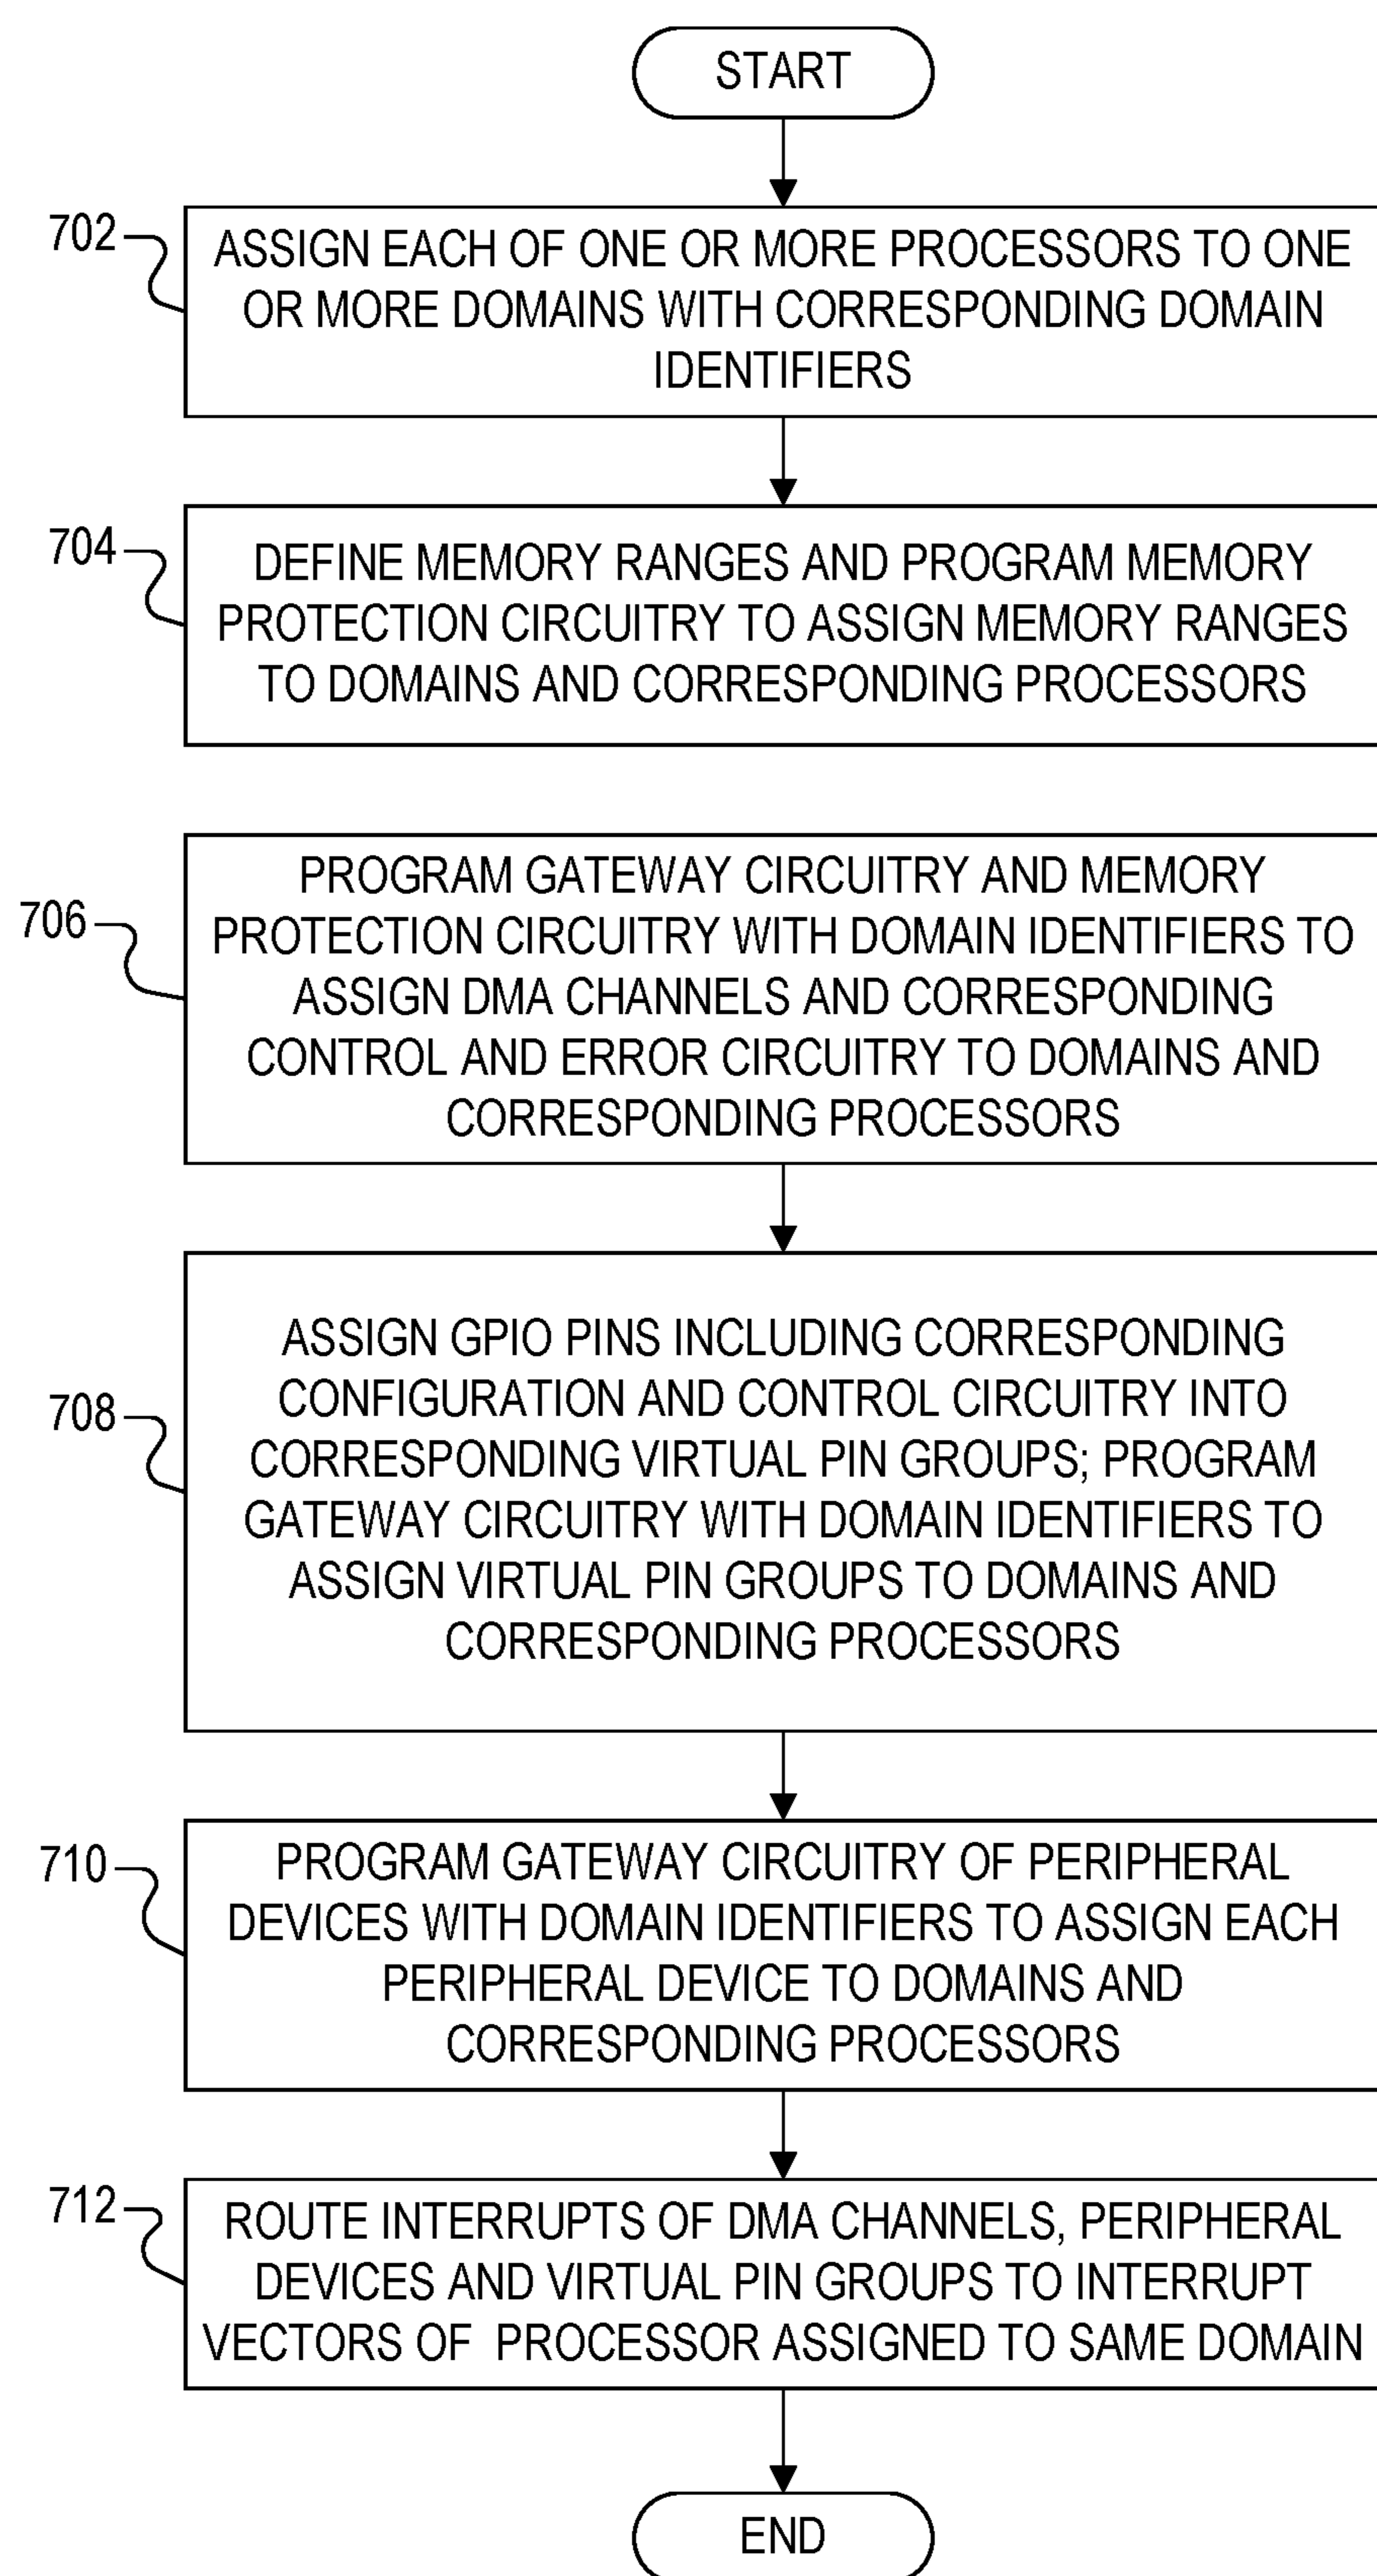 START
702
ASSIGN EACH OF ONE OR MORE PROCESSORS TO ONE
OR MORE DOMAINS WITH CORRESPONDING DOMAIN
IDENTIFIERS
704
DEFINE MEMORY RANGES AND PROGRAM MEMORY
PROTECTION CIRCUITRY TO ASSIGN MEMORY RANGES
TO DOMAINS AND CORRESPONDING PROCESSORS
706
PROGRAM GATEWAY CIRCUITRY AND MEMORY
PROTECTION CIRCUITRY WITH DOMAIN IDENTIFIERS TO
ASSIGN DMA CHANNELS AND CORRESPONDING
CONTROL AND ERROR CIRCUITRY TO DOMAINS AND
CORRESPONDING PROCESSORS
708
ASSIGN GPIO PINS INCLUDING CORRESPONDING
CONFIGURATION AND CONTROL CIRCUITRY INTO
CORRESPONDING VIRTUAL PIN GROUPS; PROGRAM
GATEWAY CIRCUITRY WITH DOMAIN IDENTIFIERS TO
ASSIGN VIRTUAL PIN GROUPS TO DOMAINS AND
CORRESPONDING PROCESSORS
710
PROGRAM GATEWAY CIRCUITRY OF PERIPHERAL
DEVICES WITH DOMAIN IDENTIFIERS TO ASSIGN EACH
PERIPHERAL DEVICE TO DOMAINS AND
CORRESPONDING PROCESSORS
712
ROUTE INTERRUPTS OF DMA CHANNELS, PERIPHERAL
DEVICES AND VIRTUAL PIN GROUPS TO INTERRUPT
VECTORS OF PROCESSOR ASSIGNED TO SAME DOMAIN
END